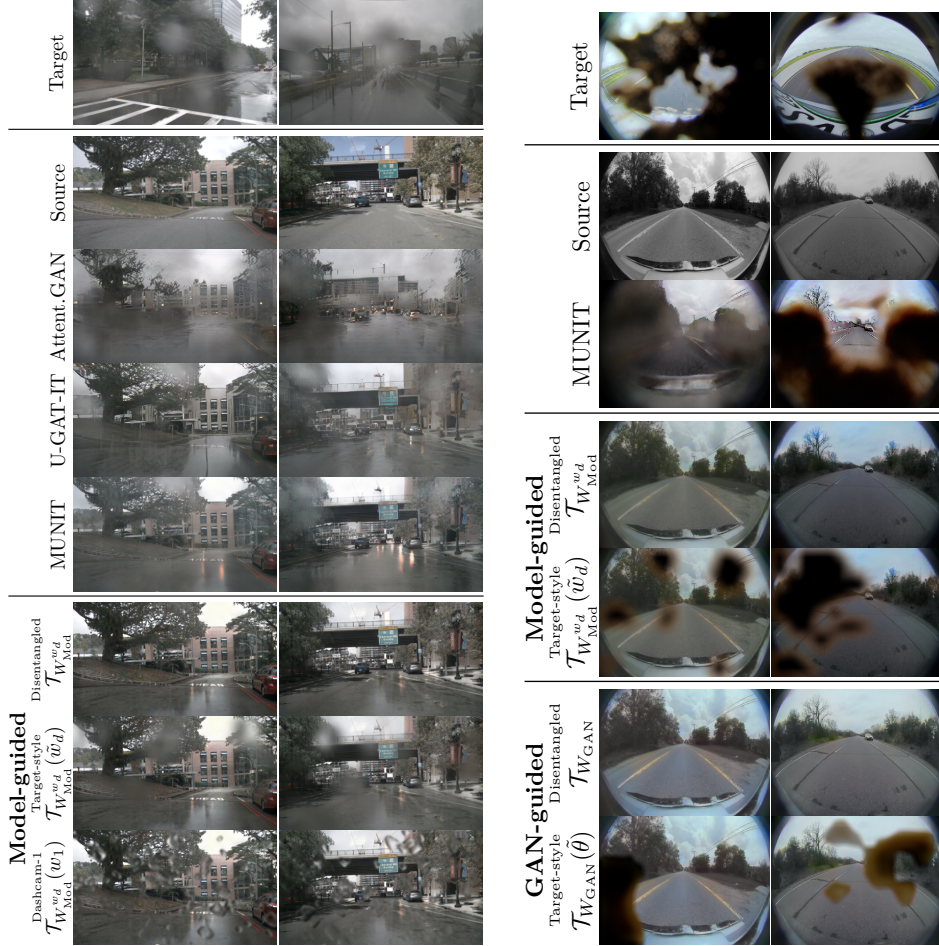 Target
Source
Attent.GAN
U-GAT-IT
MUNIT
Model-guided
Disentangled
𝒯_{W_{Mod}^{w_d}}
Target-style
𝒯_{W_{Mod}^{w_d}}(w̃_d)
Dashcam-1
𝒯_{W_{Mod}^{w_d}}(w_1)
Target
Source
MUNIT
Model-guided
Disentangled
𝒯_{W_{Mod}^{w_d}}
Target-style
𝒯_{W_{Mod}^{w_d}}(w̃_d)
GAN-guided
Disentangled
𝒯_{W_{GAN}}
Target-style
𝒯_{W_{GAN}}(θ̃)